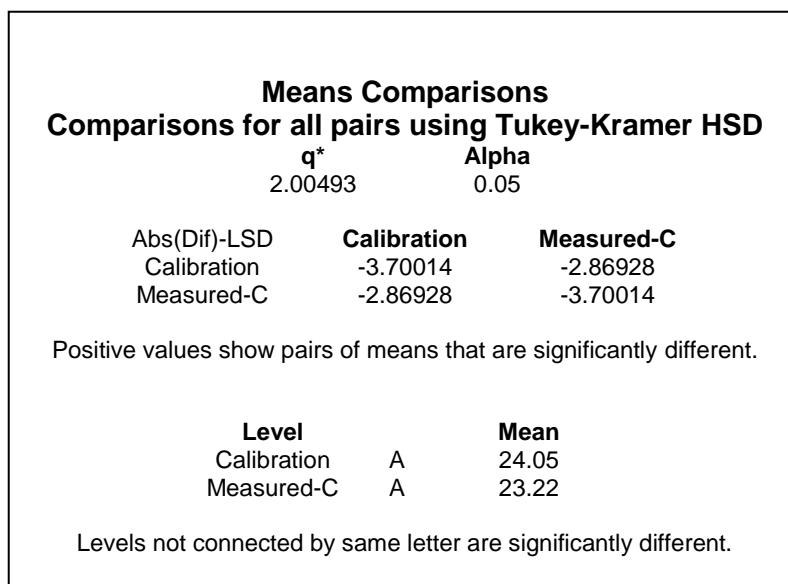 Means Comparisons
Comparisons for all pairs using Tukey-Kramer HSD
q* Alpha
2.00493 0.05
Abs(Dif)-LSD Calibration Measured-C
Calibration -3.70014 -2.86928
Measured-C -2.86928 -3.70014
Positive values show pairs of means that are significantly different.
Level Mean
Calibration A 24.05
Measured-C A 23.22
Levels not connected by same letter are significantly different.